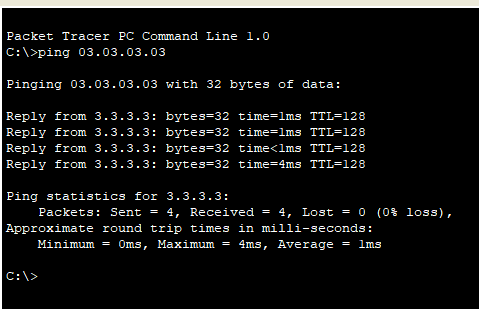 Packet Tracer PC Command Line 1.0
C:\>ping 03.03.03.03
Pinging 03.03.03.03 with 32 bytes of data:
Reply from 3.3.3.3: bytes=32 time=1ms TTL=128
Reply from 3.3.3.3: bytes=32 time=1ms TTL=128
Reply from 3.3.3.3: bytes=32 time<1ms TTL=128
Reply from 3.3.3.3: bytes=32 time=4ms TTL=128
Ping statistics for 3.3.3.3:
Packets: Sent = 4, Received = 4, Lost = 0 (0% loss),
Approximate round trip times in milli-seconds:
Minimum = 0ms, Maximum = 4ms, Average = 1ms
C:\>